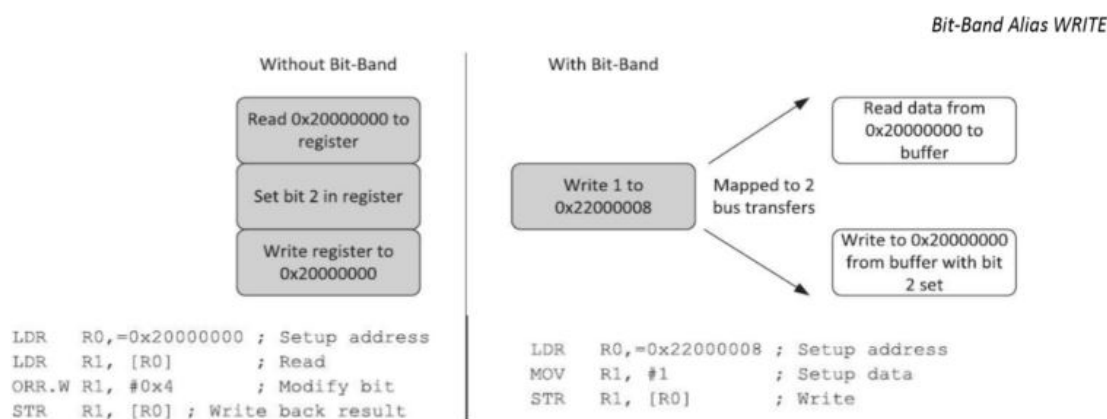 Bit-Band Alias WRITE
Without Bit-Band
Read 0x20000000 to
register
Set bit 2 in register
Write register to
0x20000000
With Bit-Band
Write 1 to
0x22000008
Mapped to 2
bus transfers
Read data from
0x20000000 to
buffer
Write to 0x20000000
from buffer with bit
2 set
LDR R0,=0x20000000 ; Setup address
LDR R1, [R0] ; Read
ORR.W R1, #0x4 ; Modify bit
STR R1, [R0] ; Write back result
LDR R0,=0x22000008 ; Setup address
MOV R1, #1 ; Setup data
STR R1, [R0] ; Write